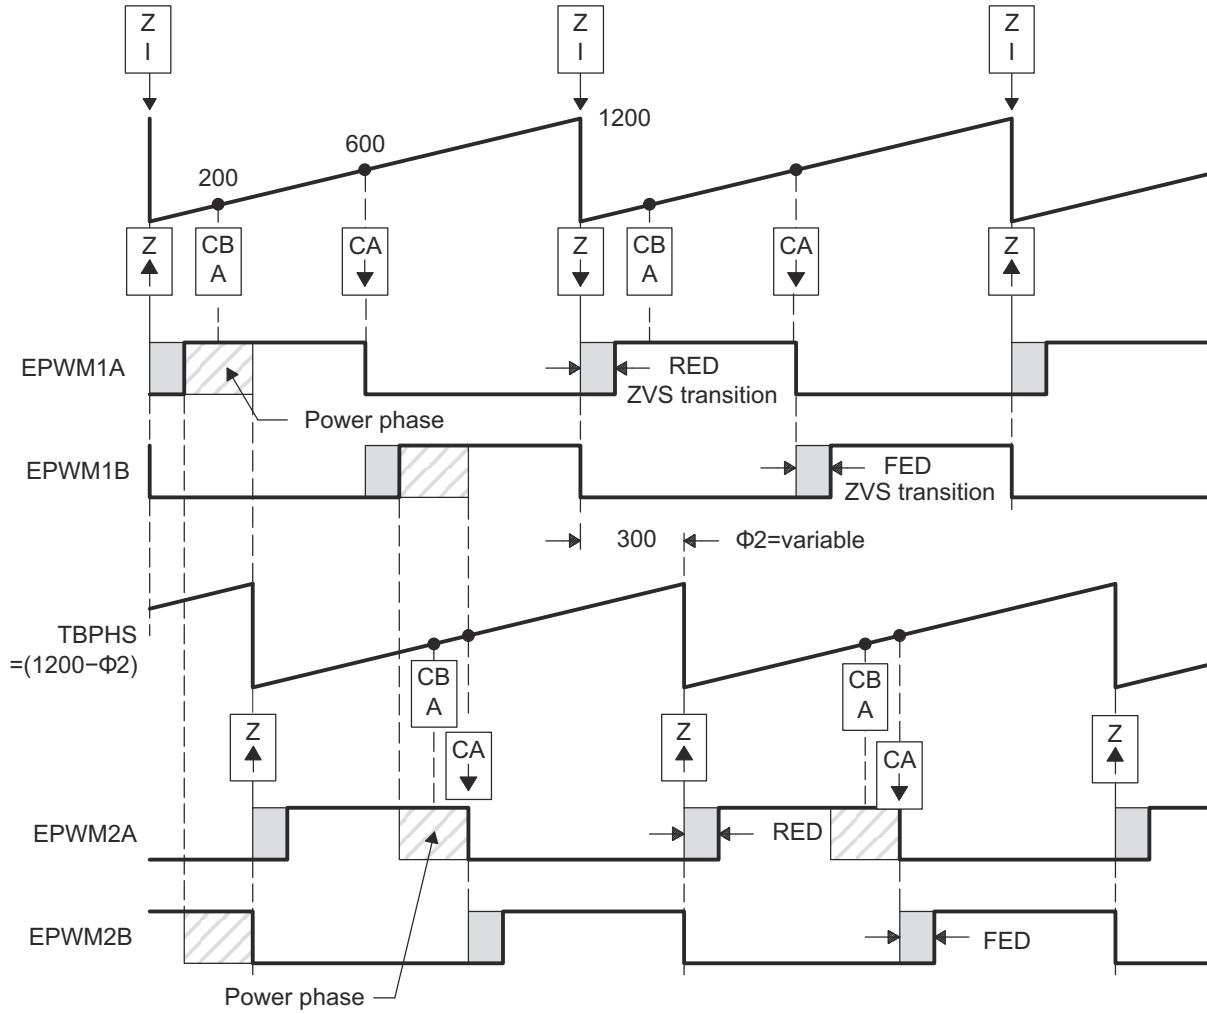 Z
I
Z
I
Z
I
1200
600
200
Z
CB
A
CA
Z
CB
A
CA
Z
EPWM1A
RED
ZVS transition
Power phase
EPWM1B
FED
ZVS transition
300
Φ2=variable
TBPHS
=(1200−Φ2)
CB
A
CB
A
Z
CA
Z
CA
Z
EPWM2A
RED
EPWM2B
FED
Power phase